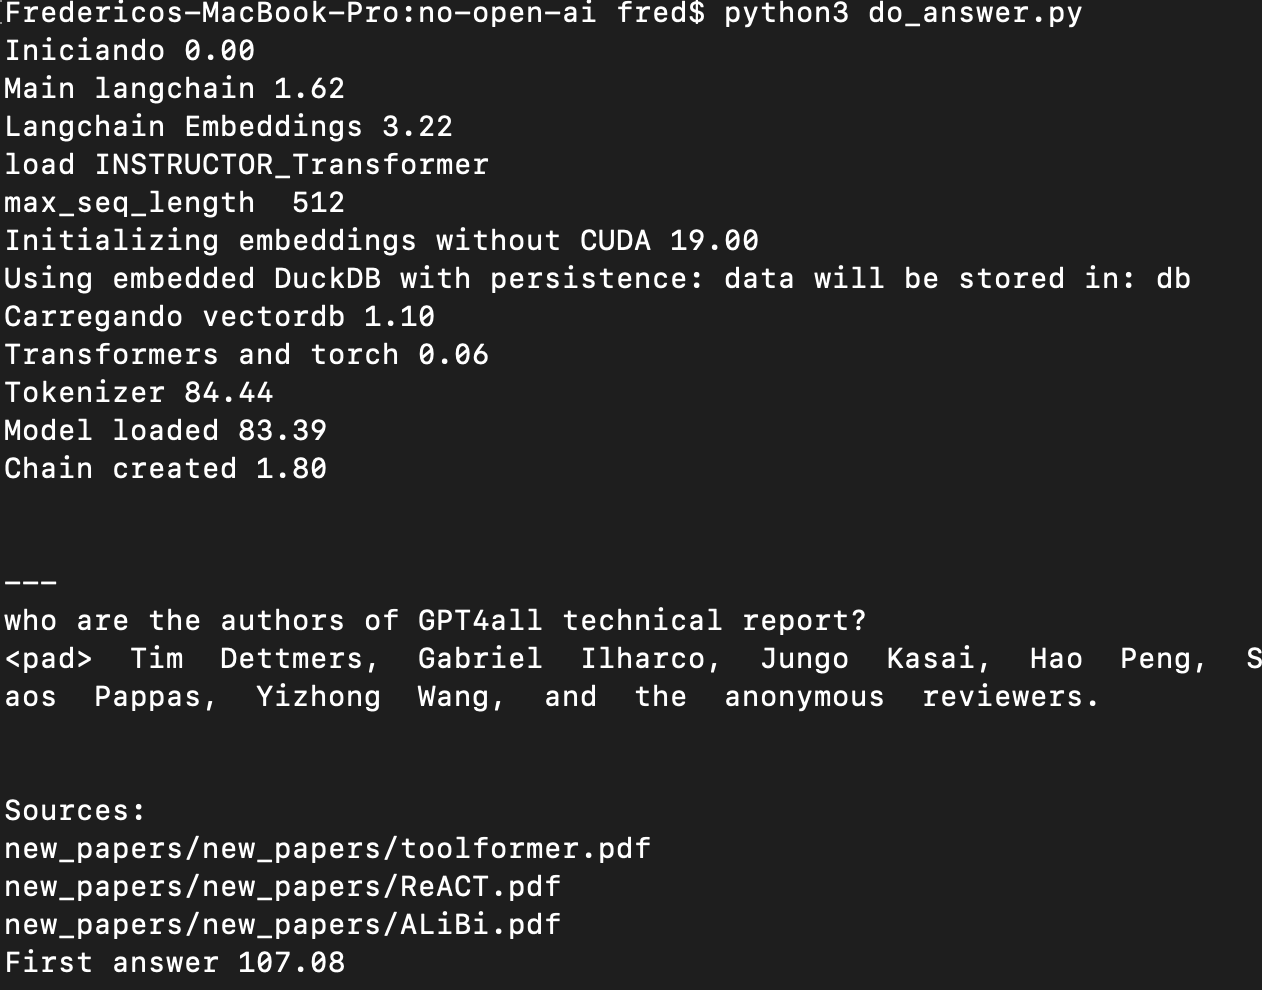 Fredericos-MacBook-Pro:no-open-ai fred$ python3 do_answer.py
Iniciando 0.00
Main langchain 1.62
Langchain Embeddings 3.22
load INSTRUCTOR_Transformer
max_seq_length  512
Initializing embeddings without CUDA 19.00
Using embedded DuckDB with persistence: data will be stored in: db
Carregando vectordb 1.10
Transformers and torch 0.06
Tokenizer 84.44
Model loaded 83.39
Chain created 1.80
---
who are the authors of GPT4all technical report?
<pad>  Tim  Dettmers,  Gabriel  Ilharco,  Jungo  Kasai,  Hao  Peng,  S
aos  Pappas,  Yizhong  Wang,  and  the  anonymous  reviewers.
Sources:
new_papers/new_papers/toolformer.pdf
new_papers/new_papers/ReACT.pdf
new_papers/new_papers/ALiBi.pdf
First answer 107.08